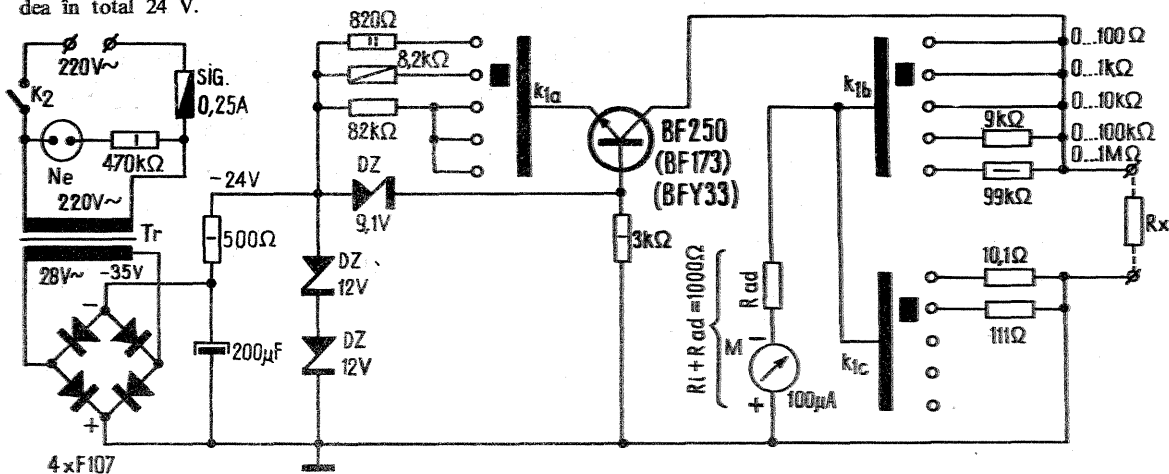 dea în total 24 V.
220V~
SIG.
0,25A
K2
Ne
470kΩ
220V~
Tr
28V~
-35V
-
+
4xF107
-24V
500Ω
200µF
820Ω
8,2kΩ
82kΩ
DZ
9,1V
DZ
12V
DZ
12V
k1a
BF250
(BF173)
(BFY33)
3kΩ
Ri+Rad=1000Ω
Rad
M
-
+
100µA
k1b
k1c
0...100Ω
0...1kΩ
0...10kΩ
9kΩ
0...100kΩ
0...1MΩ
99kΩ
Rx
10,1Ω
111Ω